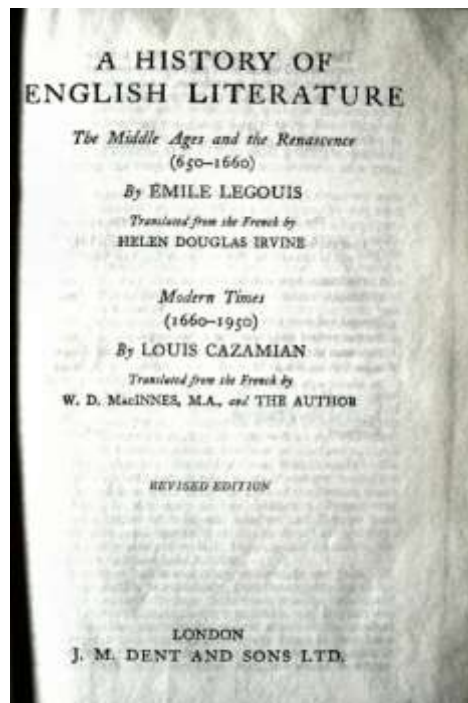 A HISTORY OF
ENGLISH LITERATURE
The Middle Ages and the Renascence
(650–1660)
By ÉMILE LEGOUIS
Translated from the French by
HELEN DOUGLAS IRVINE
Modern Times
(1660–1950)
By LOUIS CAZAMIAN
Translated from the French by
W. D. MACINNES, M.A., and THE AUTHOR
REVISED EDITION
LONDON
J. M. DENT AND SONS LTD.